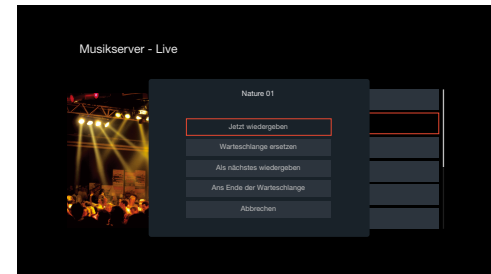 Musikserver - Live
Nature 01
Jetzt wiedergeben
Warteschlange ersetzen
Als nächstes wiedergeben
Ans Ende der Warteschlange
Abbrechen